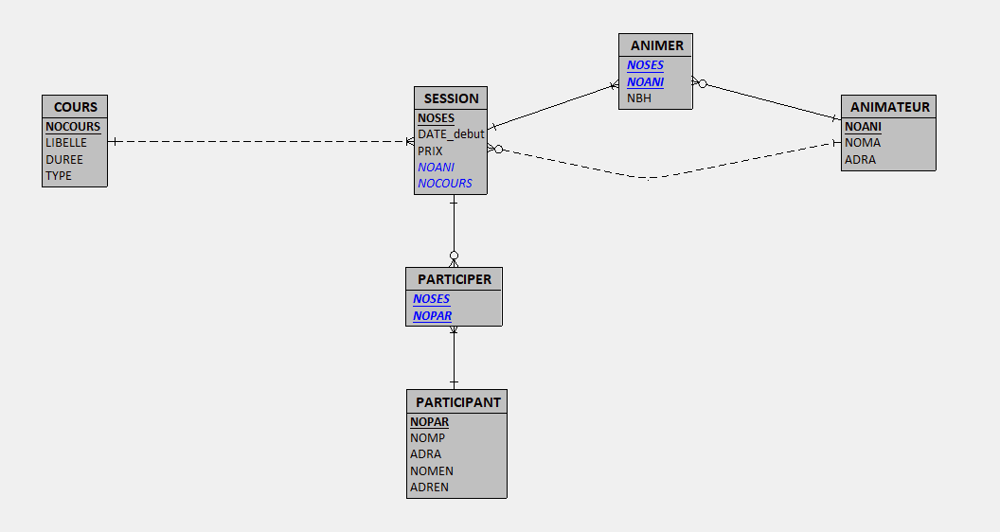 COURS
NOCOURS
LIBELLE
DUREE
TYPE
SESSION
NOSES
DATE_debut
PRIX
NOANI
NOCOURS
ANIMER
NOSES
NOANI
NBH
ANIMATEUR
NOANI
NOMA
ADRA
PARTICIPER
NOSES
NOPAR
PARTICIPANT
NOPAR
NOMP
ADRA
NOMEN
ADREN